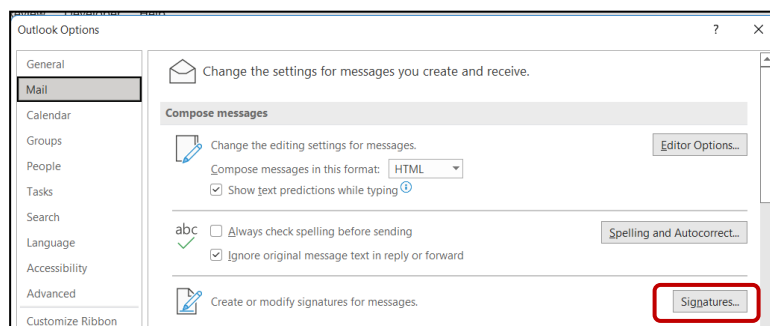 Review Developer Help
Outlook Options ?
General
Mail
Calendar
Groups
People
Tasks
Search
Language
Accessibility
Advanced
Customize Ribbon
Change the settings for messages you create and receive.
Compose messages
Change the editing settings for messages.
Editor Options...
Compose messages in this format: HTML
Show text predictions while typing
abc
Always check spelling before sending
Spelling and Autocorrect...
Ignore original message text in reply or forward
Create or modify signatures for messages.
Signatures...